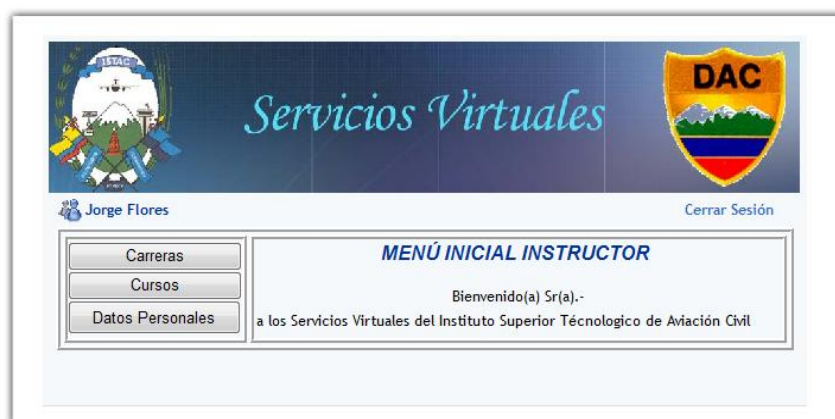 ISTAC
DAC
Servicios Virtuales
Jorge Flores
Cerrar Sesión
Carreras
Cursos
Datos Personales
MENÚ INICIAL INSTRUCTOR
Bienvenido(a) Sr(a).-
a los Servicios Virtuales del Instituto Superior Técnologico de Aviación Civil